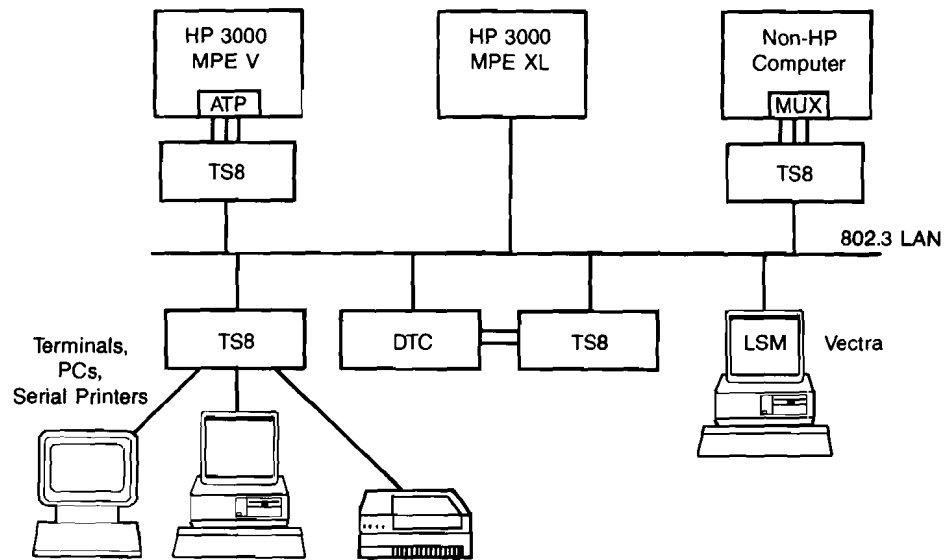 HP 3000
MPE V
ATP
TS8
HP 3000
MPE XL
Non-HP
Computer
MUX
TS8
802.3 LAN
TS8
DTC
TS8
LSM
Vectra
Terminals,
PCs,
Serial Printers